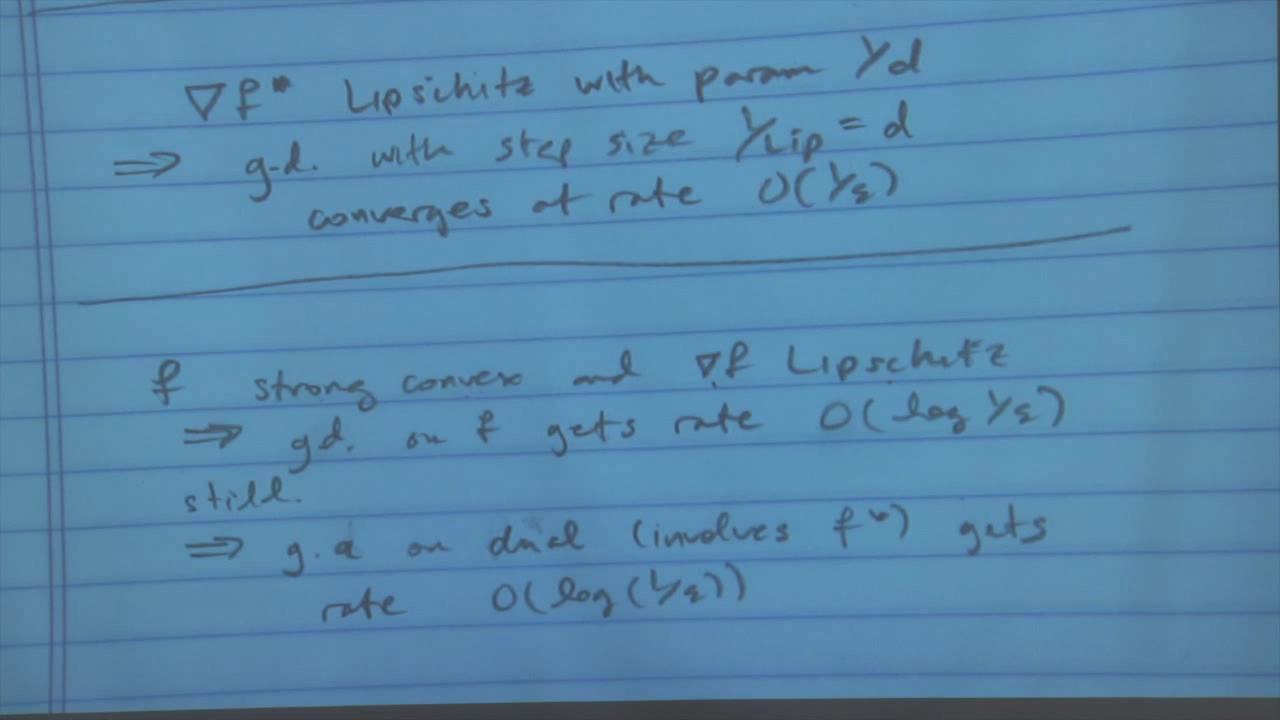 ∇f* Lipschitz with param 1/d
⇒ g.d. with step size 1/Lip = d
converges at rate O(1/ε)
f strong convex and ∇f Lipschitz
⇒ gd. on f gets rate O(log 1/ε)
still.
⇒ g.a on dual (involves f*) gets
rate O(log(1/ε))